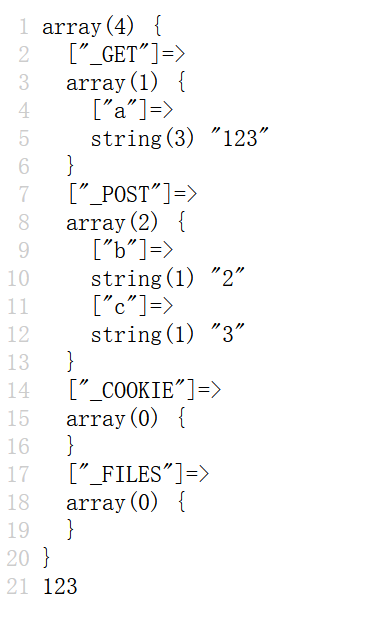 1 array(4) {
2   ["_GET"]=>
3   array(1) {
4     ["a"]=>
5     string(3) "123"
6   }
7   ["_POST"]=>
8   array(2) {
9     ["b"]=>
10     string(1) "2"
11     ["c"]=>
12     string(1) "3"
13   }
14   ["_COOKIE"]=>
15   array(0) {
16   }
17   ["_FILES"]=>
18   array(0) {
19   }
20 }
21 123